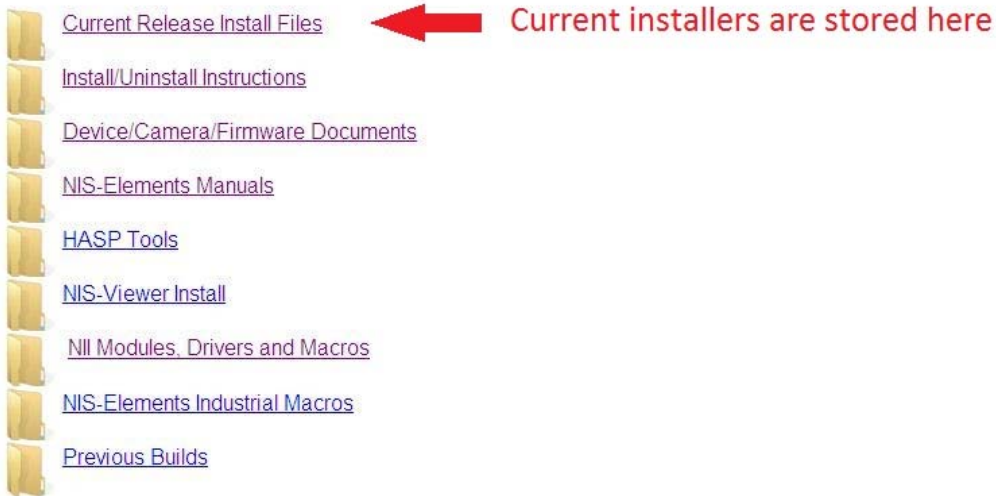 Current Release Install Files
Current installers are stored here
Install/Uninstall Instructions
Device/Camera/Firmware Documents
NIS-Elements Manuals
HASP Tools
NIS-Viewer Install
NII Modules, Drivers and Macros
NIS-Elements Industrial Macros
Previous Builds